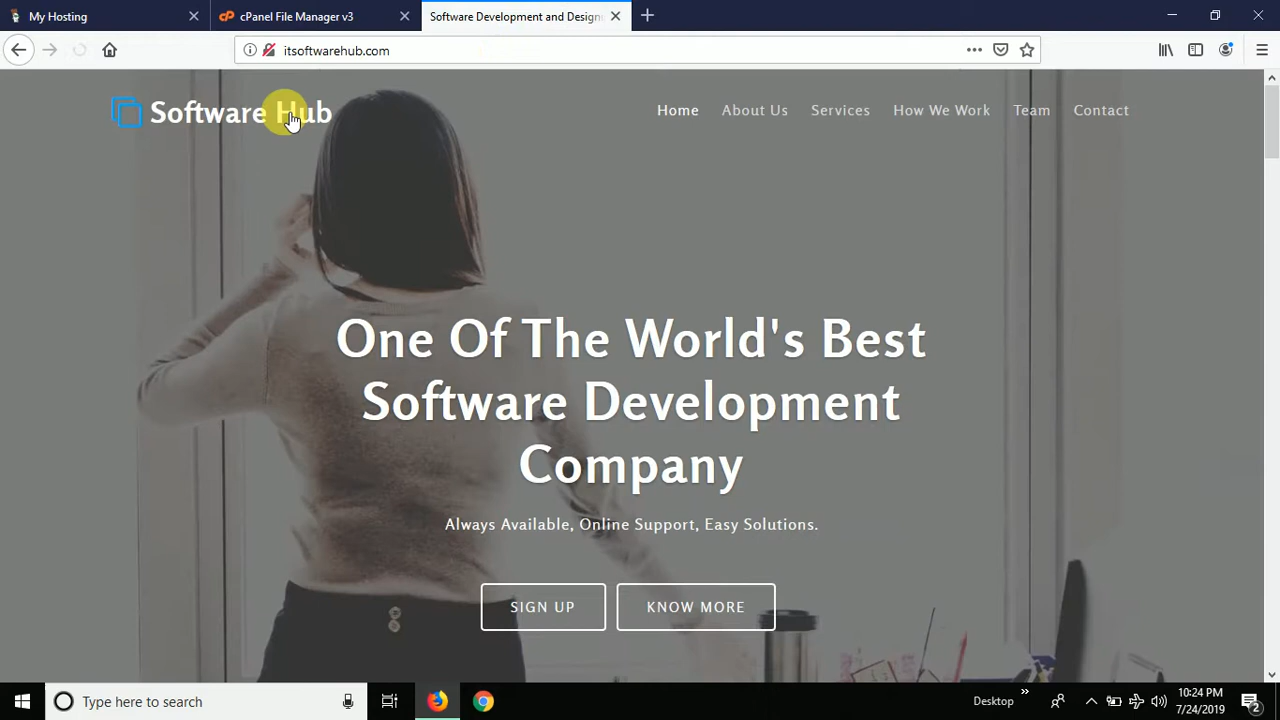 My Hosting
cPanel File Manager v3
Software Development and Design
itsoftwarehub.com
Software Hub
Home
About Us
Services
How We Work
Team
Contact
One Of The World's Best
Software Development
Company
Always Available, Online Support, Easy Solutions.
SIGN UP
KNOW MORE
Type here to search
Desktop
10:24 PM
7/24/2019
2